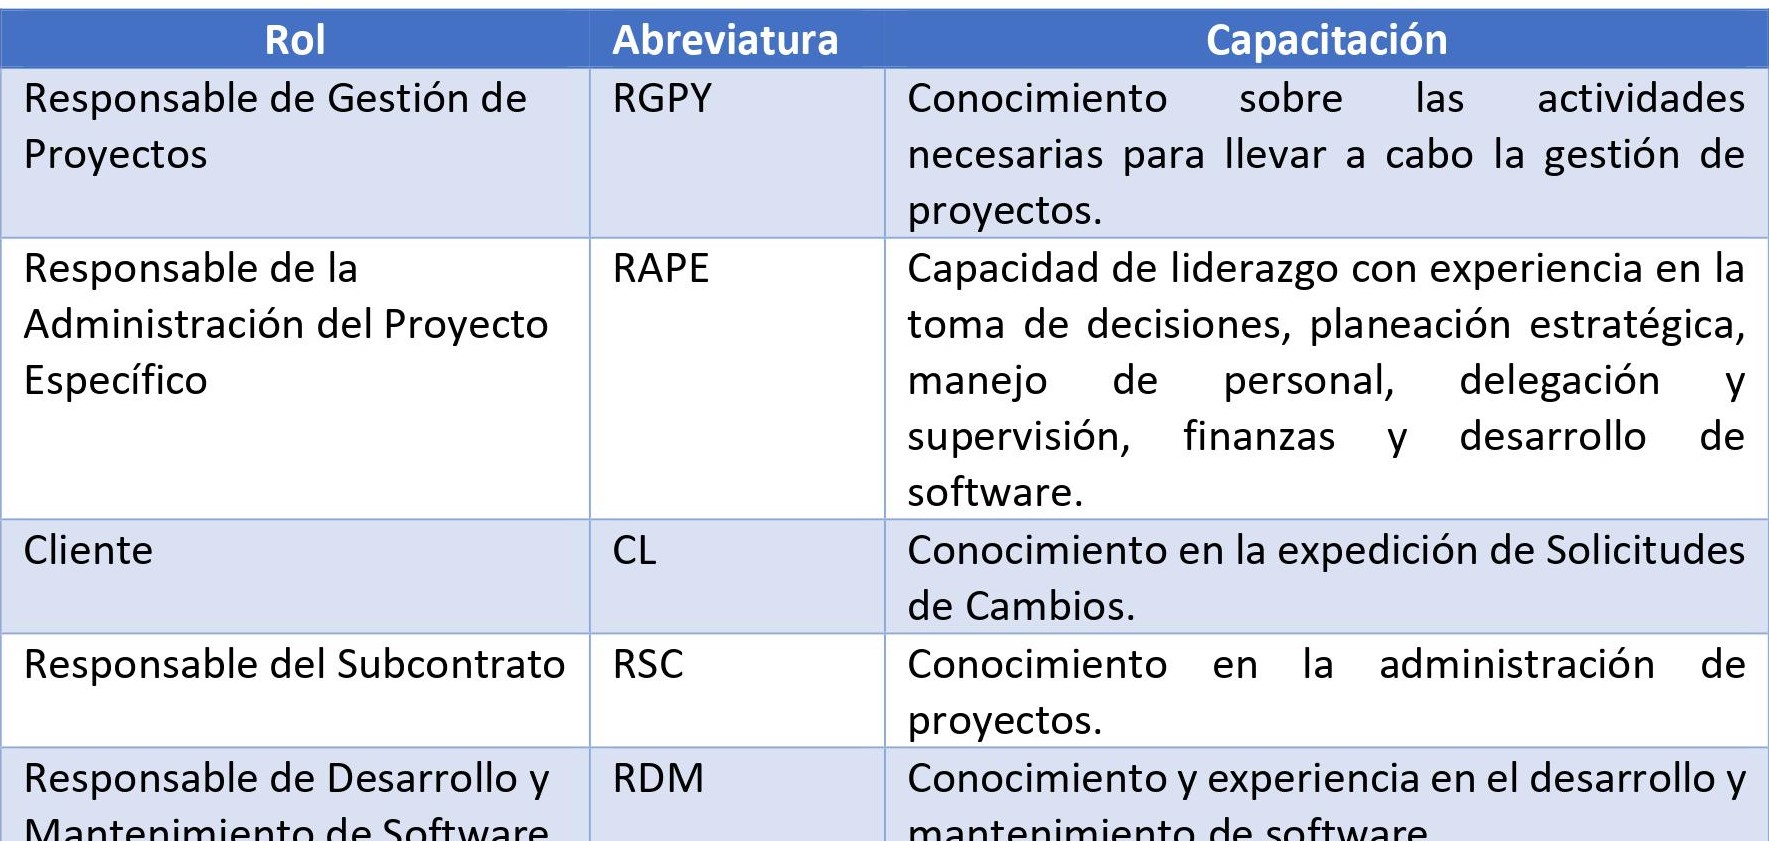 Rol Abreviatura Capacitación
Responsable de Gestión de Proyectos RGPY Conocimiento sobre las actividades
necesarias para llevar a cabo la gestión de
proyectos.
Responsable de la
Administración del Proyecto
Específico
RAPE
Capacidad de liderazgo con experiencia en la
toma de decisiones, planeación estratégica,
manejo de personal, delegación y
supervisión, finanzas y desarrollo de
software.
Cliente
CL
Conocimiento en la expedición de Solicitudes
de Cambios.
Responsable del Subcontrato
RSC
Conocimiento en la administración de
proyectos.
Responsable de Desarrollo y
Mantenimiento de Software
RDM
Conocimiento y experiencia en el desarrollo y
mantenimiento de software